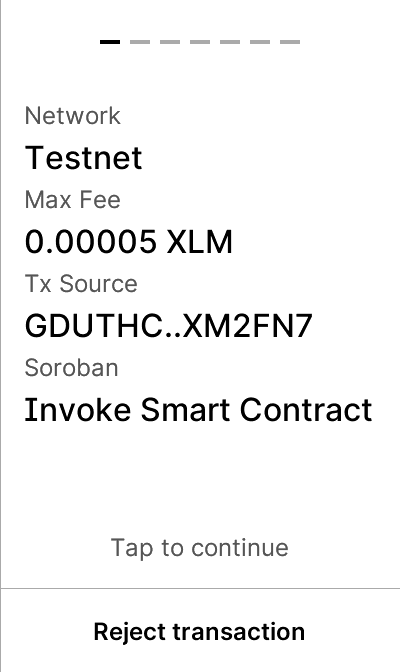 Network
Testnet
Max Fee
0.00005 XLM
Tx Source
GDUTHC..XM2FN7
Soroban
Invoke Smart Contract
Tap to continue
Reject transaction